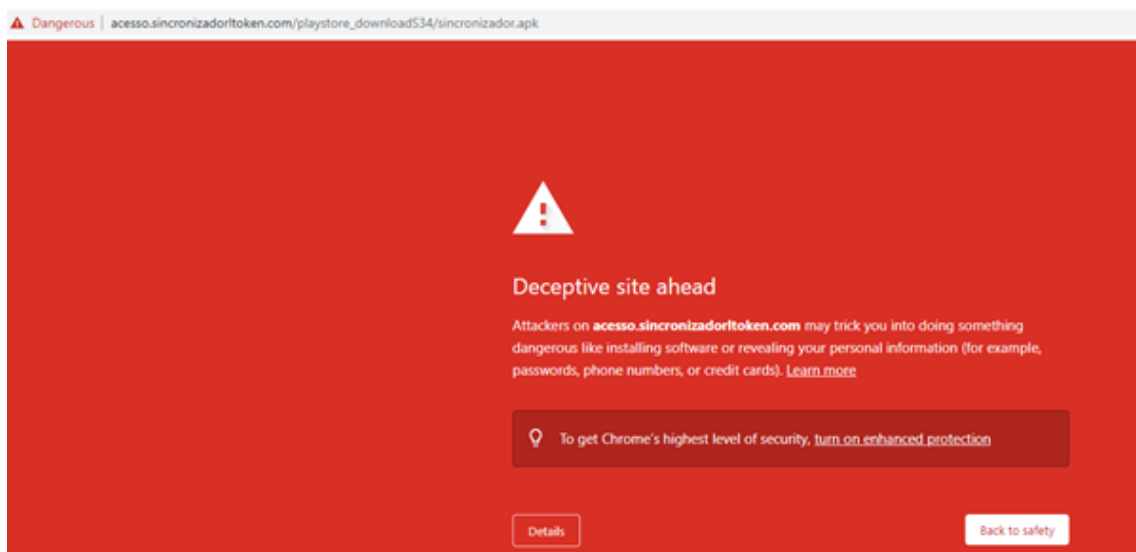 Dangerous | acesso.sincronizadorltoken.com/playstore_downloadS34/sincronizador.apk
Deceptive site ahead
Attackers on acesso.sincronizadorltoken.com may trick you into doing something
dangerous like installing software or revealing your personal information (for example,
passwords, phone numbers, or credit cards). Learn more
To get Chrome's highest level of security, turn on enhanced protection
Details
Back to safety